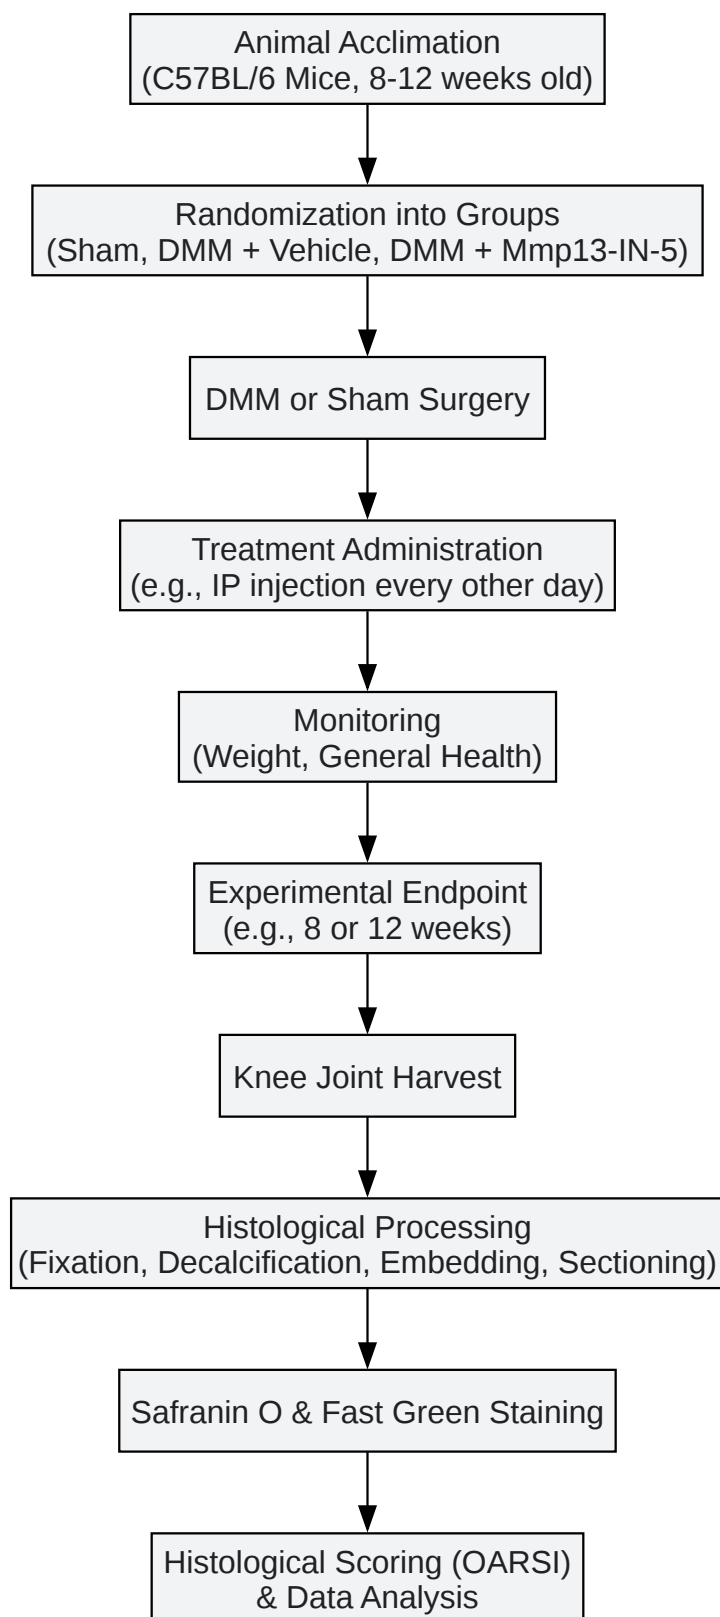 Animal Acclimation
(C57BL/6 Mice, 8-12 weeks old)
Randomization into Groups
(Sham, DMM + Vehicle, DMM + Mmp13-IN-5)
DMM or Sham Surgery
Treatment Administration
(e.g., IP injection every other day)
Monitoring
(Weight, General Health)
Experimental Endpoint
(e.g., 8 or 12 weeks)
Knee Joint Harvest
Histological Processing
(Fixation, Decalcification, Embedding, Sectioning)
Safranin O & Fast Green Staining
Histological Scoring (OARSI)
& Data Analysis